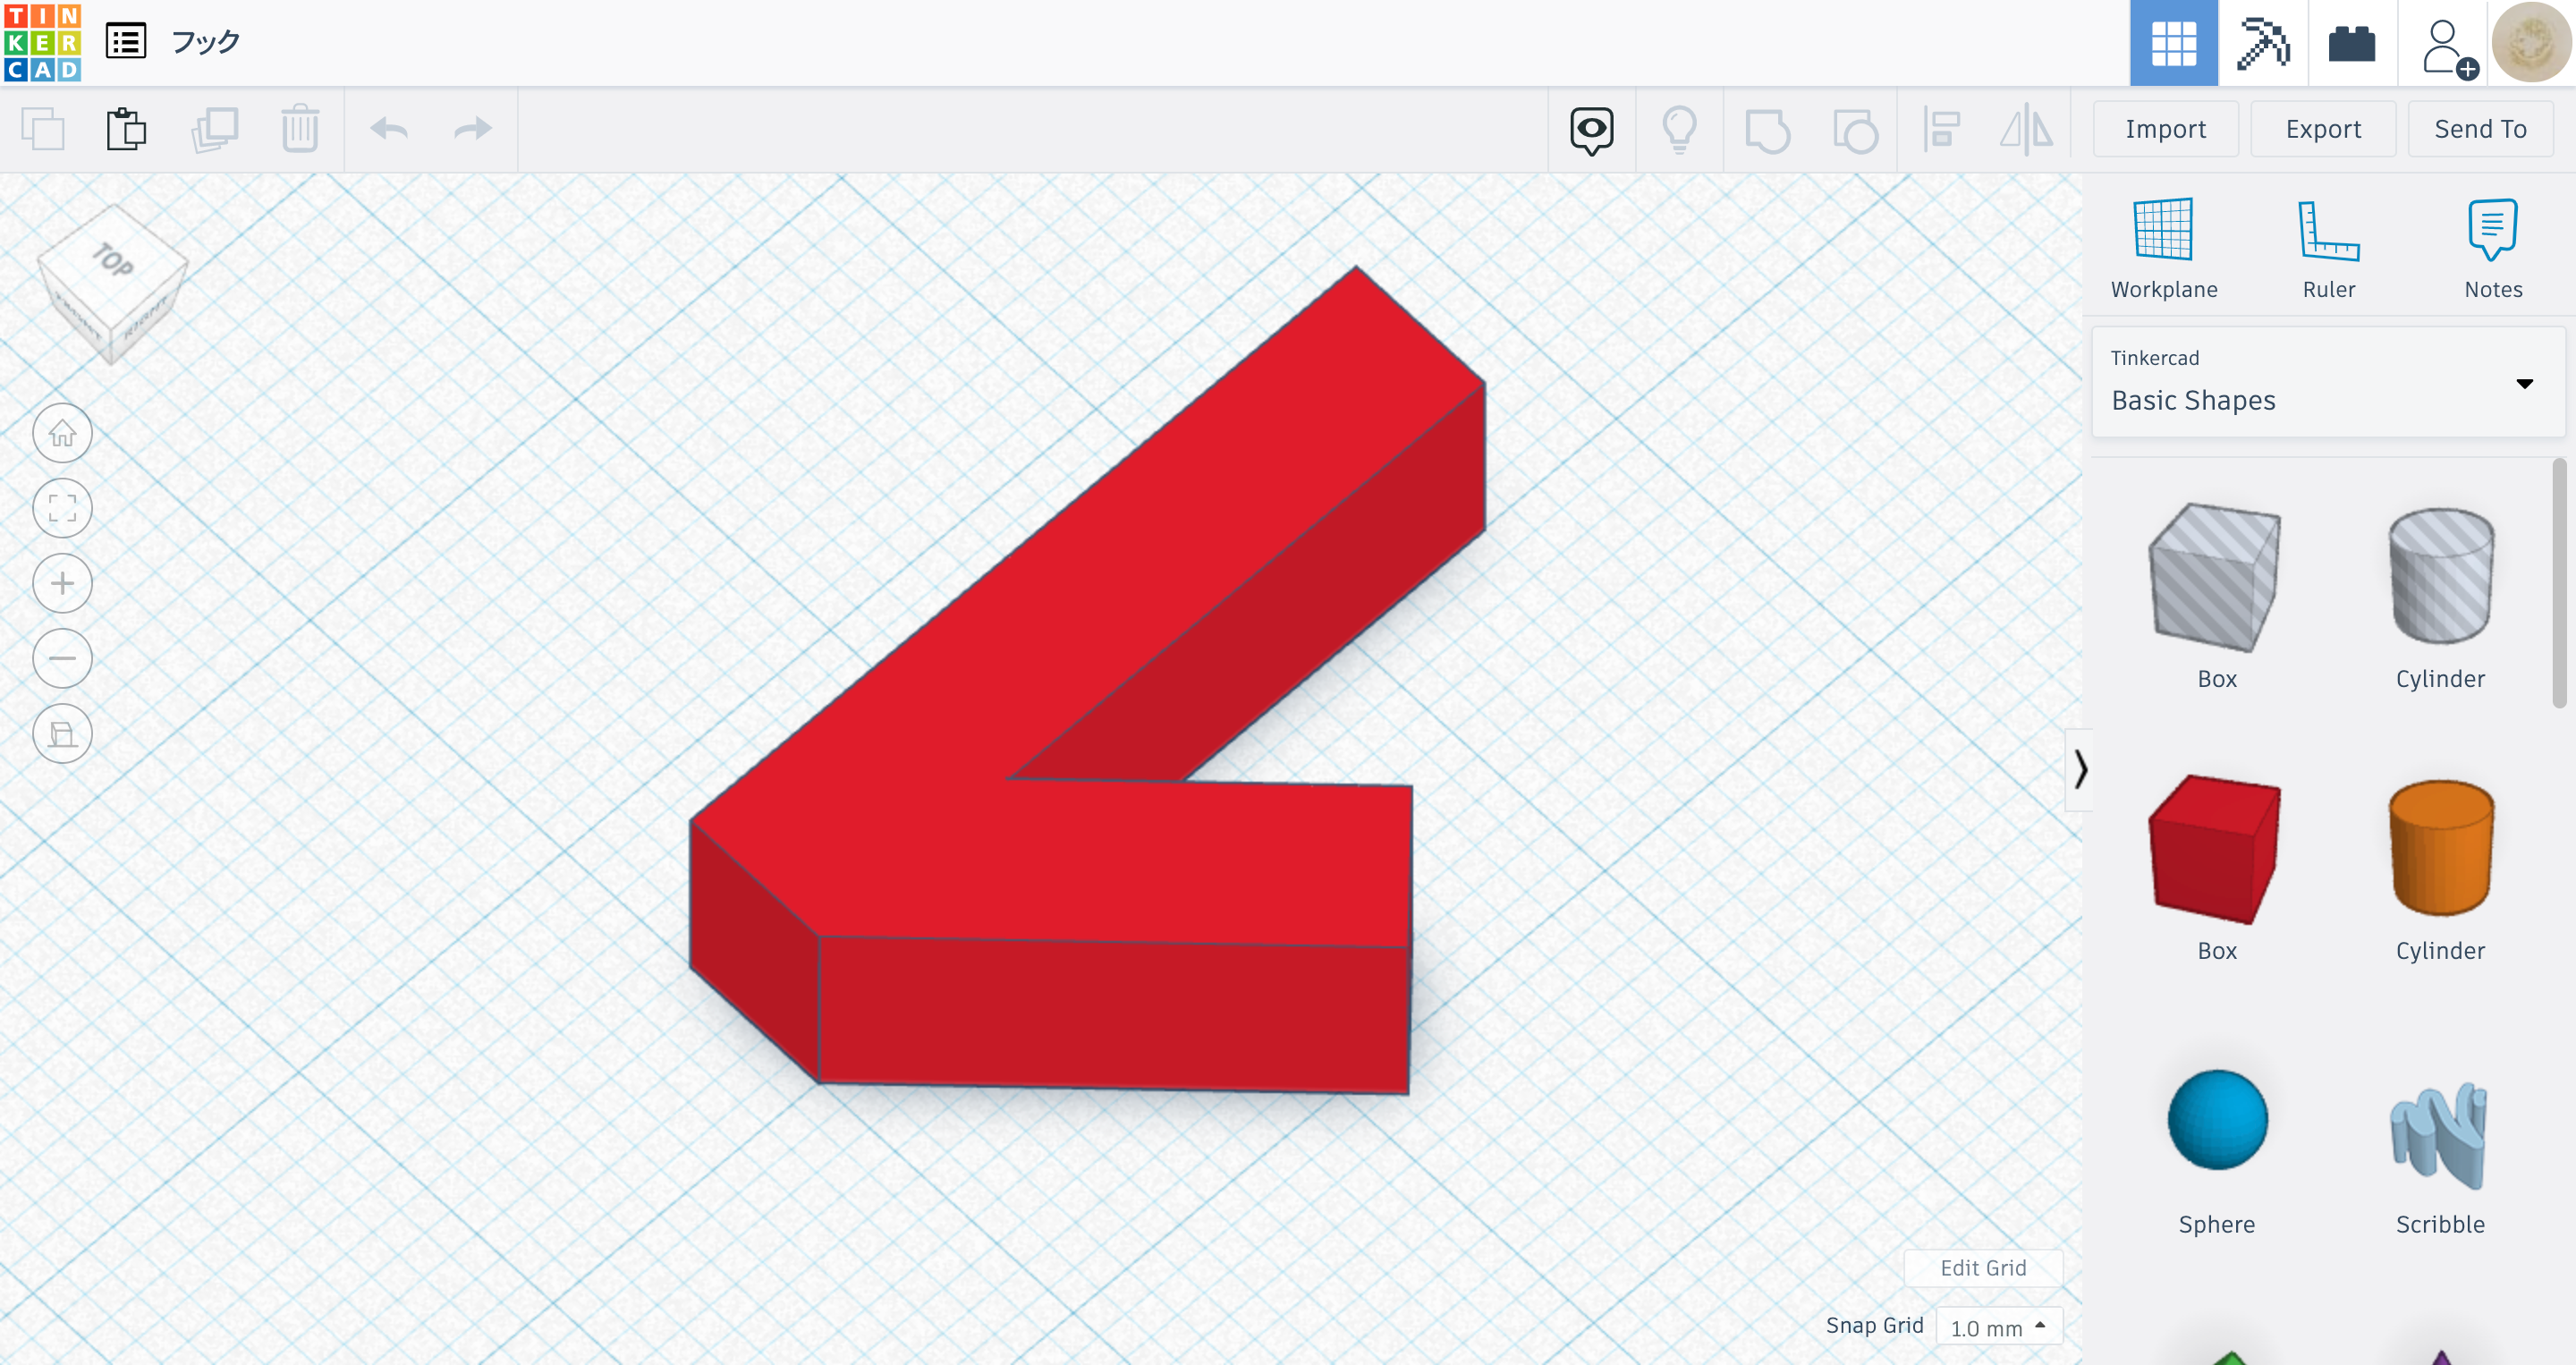 TIN
KER
CAD
フック
Import
Export
Send To
TOP
FRONT
RIGHT
Workplane
Ruler
Notes
Tinkercad
Basic Shapes
Box
Cylinder
Box
Cylinder
Sphere
Scribble
Edit Grid
Snap Grid
1.0 mm